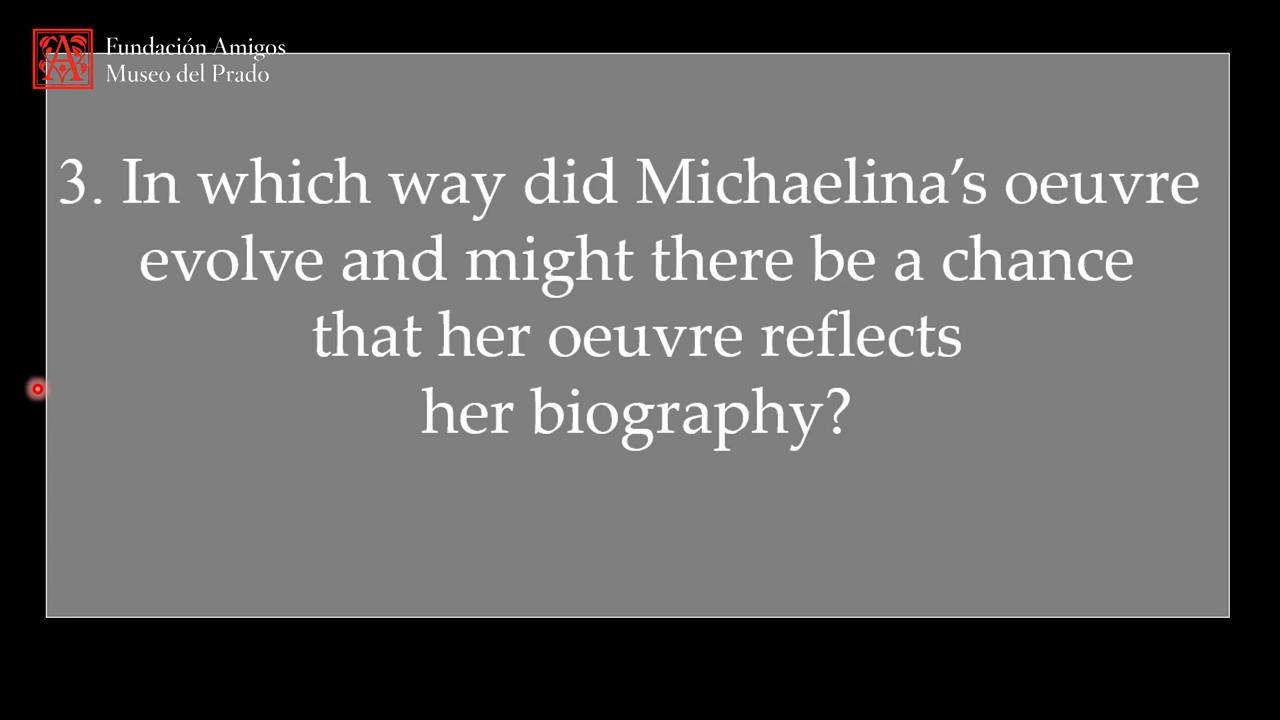 Fundación Amigos
Museo del Prado
3. In which way did Michaelina’s oeuvre
evolve and might there be a chance
that her oeuvre reflects
her biography?